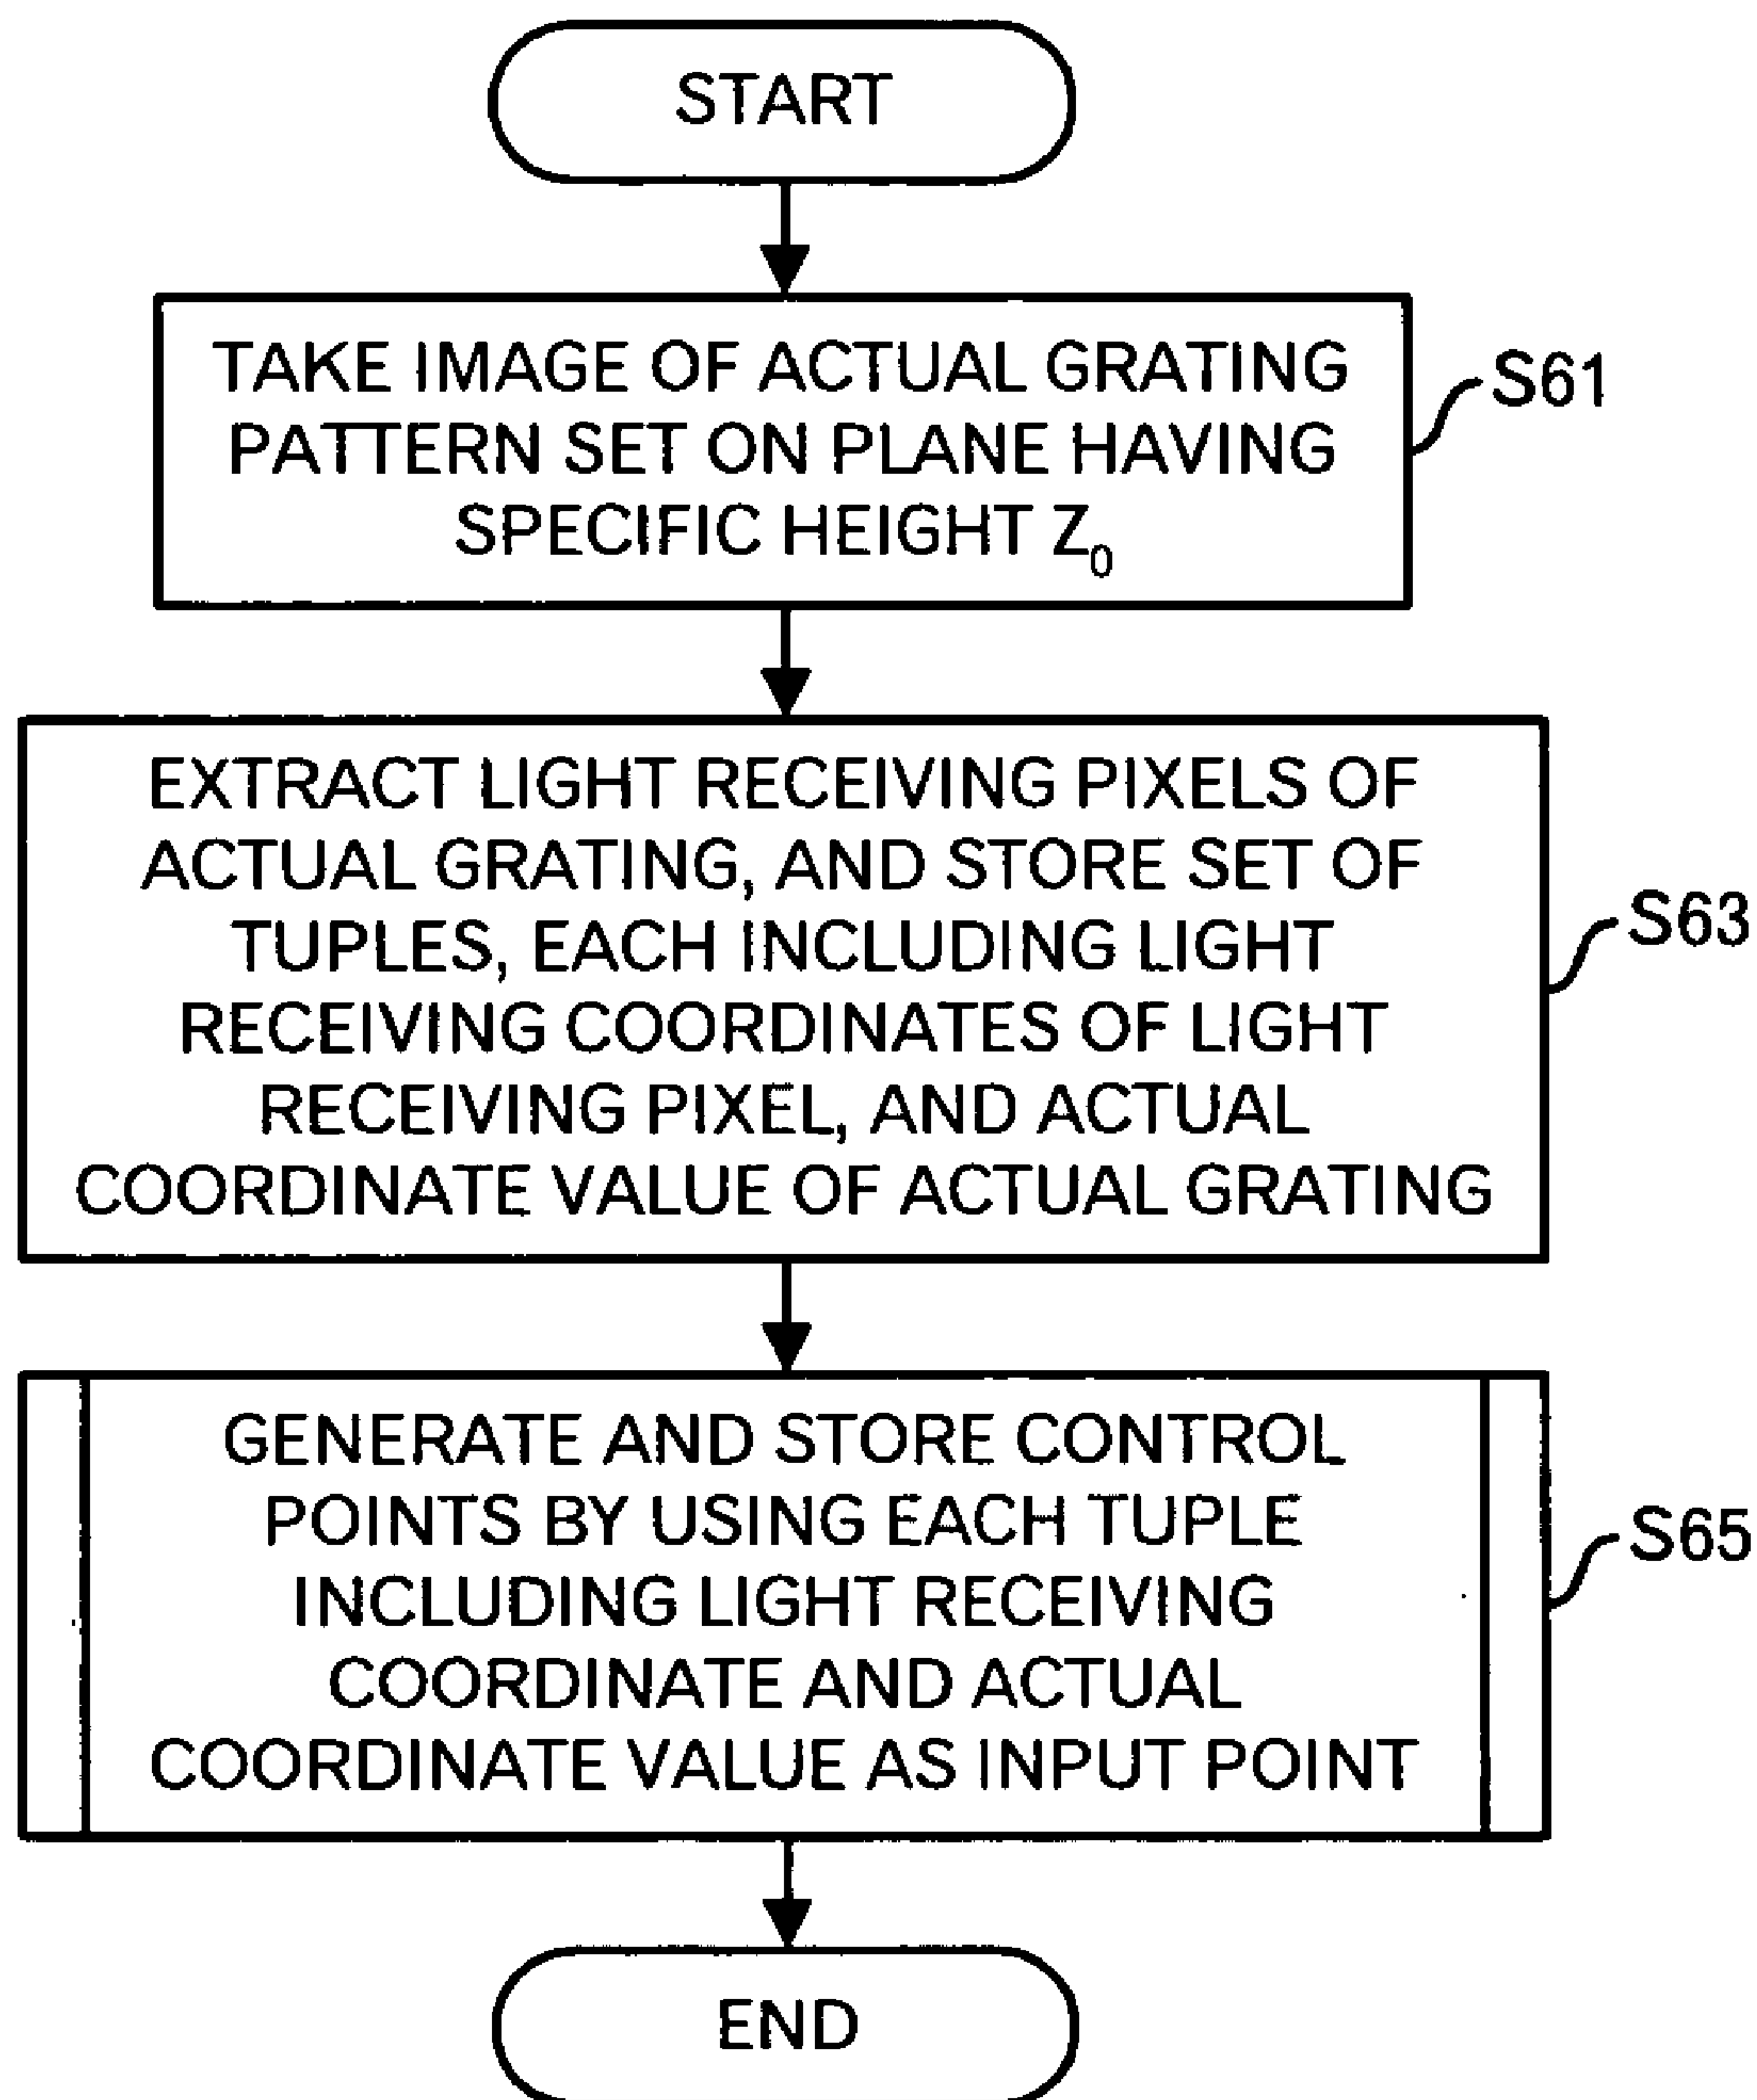 START
TAKE IMAGE OF ACTUAL GRATING
PATTERN SET ON PLANE HAVING
SPECIFIC HEIGHT Z₀
S61
EXTRACT LIGHT RECEIVING PIXELS OF
ACTUAL GRATING, AND STORE SET OF
TUPLES, EACH INCLUDING LIGHT
RECEIVING COORDINATES OF LIGHT
RECEIVING PIXEL, AND ACTUAL
COORDINATE VALUE OF ACTUAL GRATING
S63
GENERATE AND STORE CONTROL
POINTS BY USING EACH TUPLE
INCLUDING LIGHT RECEIVING
COORDINATE AND ACTUAL
COORDINATE VALUE AS INPUT POINT
S65
END